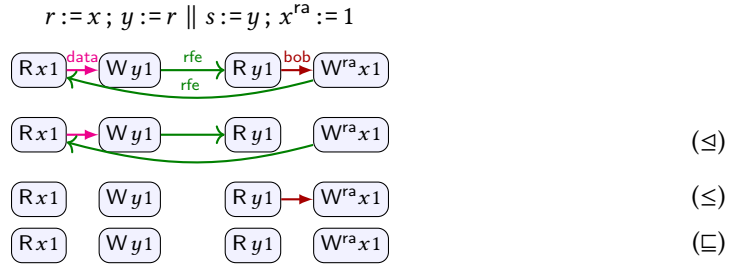 r := x ; y := r ∥ s := y ; x^ra := 1
data rfe bob
R x1 W y1 R y1 W^ra x1
rfe
R x1 W y1 R y1 W^ra x1 (⊴)
R x1 W y1 R y1 W^ra x1 (≤)
R x1 W y1 R y1 W^ra x1 (⊑)